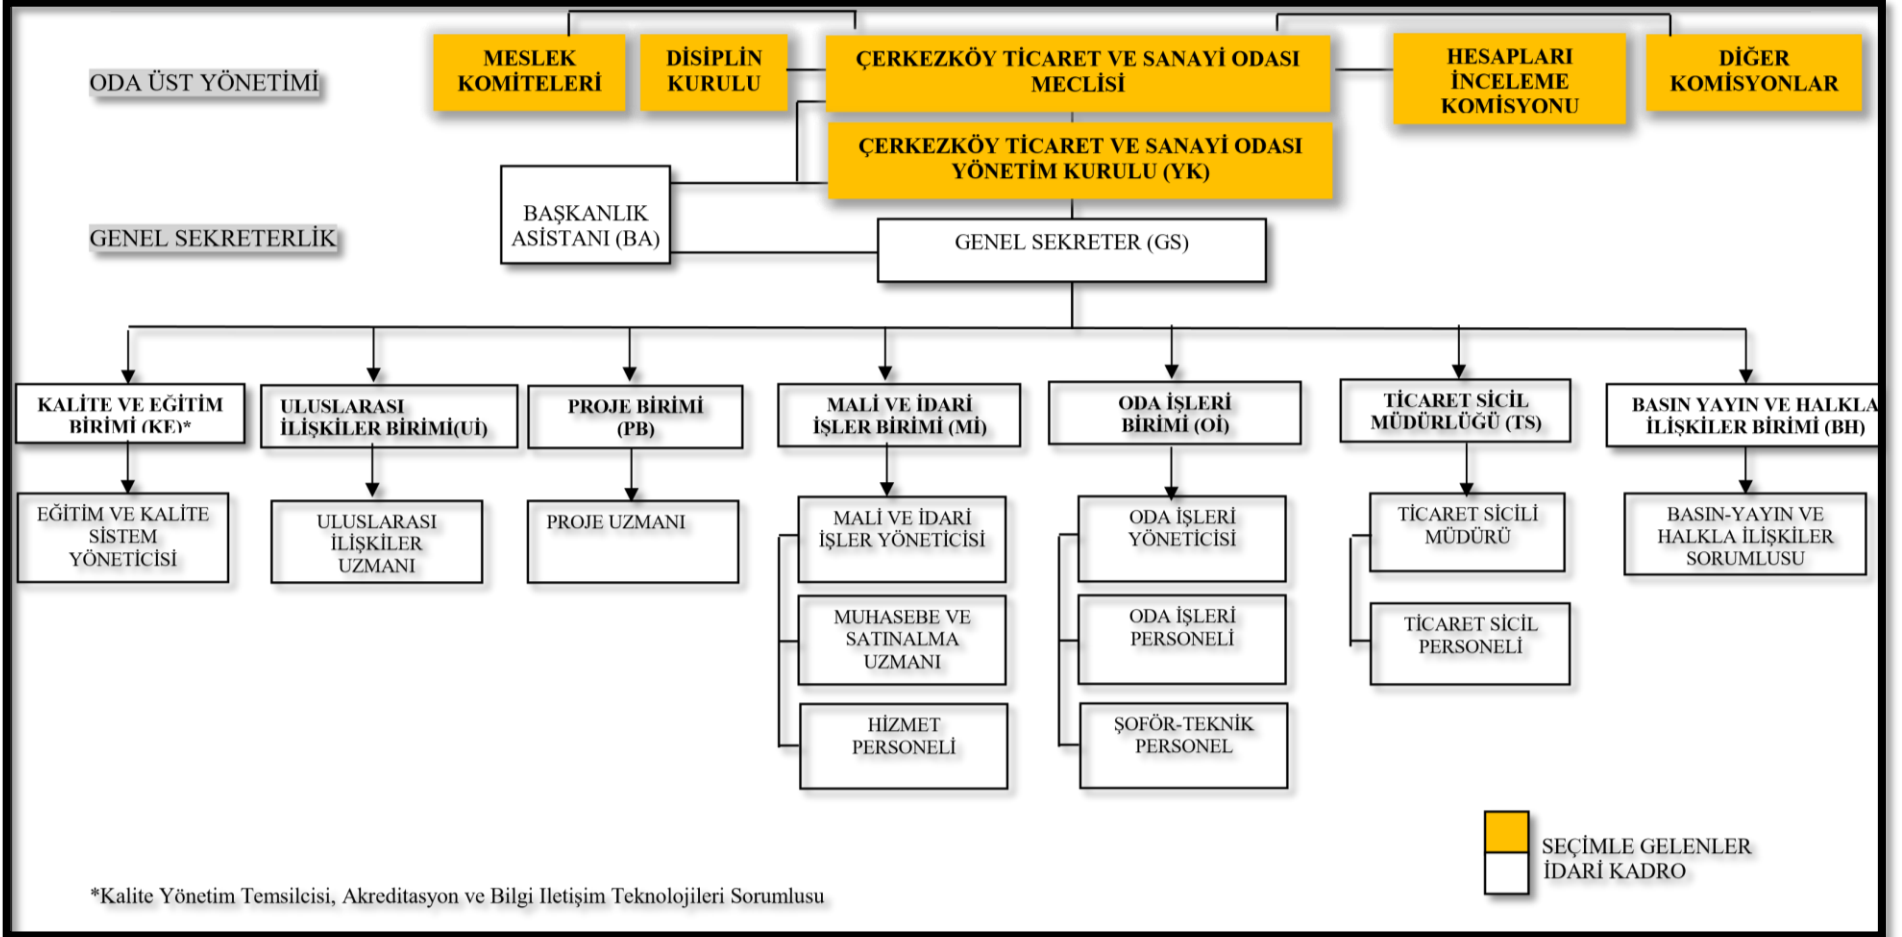 MESLEK
KOMİTELERİ
DİSİPLİN
KURULU
ÇERKEZKÖY TİCARET VE SANAYİ ODASI
MECLİSİ
HESAPLARI
İNCELEME
KOMİSYONU
DİĞER
KOMİSYONLAR
ODA ÜST YÖNETİMİ
ÇERKEZKÖY TİCARET VE SANAYİ ODASI
YÖNETİM KURULU (YK)
BAŞKANLIK
ASİSTANI (BA)
GENEL SEKRETERLİK
GENEL SEKRETER (GS)
KALİTE VE EĞİTİM
BİRİMİ (KE)*
ULUSLARASI
İLİŞKİLER BİRİMİ(Uİ)
PROJE BİRİMİ
(PB)
MALİ VE İDARİ
İŞLER BİRİMİ (Mİ)
ODA İŞLERİ
BİRİMİ (Oİ)
TİCARET SİCİL
MÜDÜRLÜĞÜ (TS)
BASIN YAYIN VE HALKLA
İLİŞKİLER BİRİMİ (BH)
EĞİTİM VE KALİTE
SİSTEM
YÖNETİCİSİ
ULUSLARASI
İLİŞKİLER
UZMANI
PROJE UZMANI
MALİ VE İDARİ
İŞLER YÖNETİCİSİ
ODA İŞLERİ
YÖNETİCİSİ
TİCARET SİCİLİ
MÜDÜRÜ
BASIN-YAYIN VE
HALKLA İLİŞKİLER
SORUMLUSU
MUHASEBE VE
SATINALMA
UZMANI
ODA İŞLERİ
PERSONELİ
TİCARET SİCİL
PERSONELİ
HİZMET
PERSONELİ
ŞOFÖR-TEKNİK
PERSONEL
SEÇİMLE GELENLER
İDARİ KADRO
*Kalite Yönetim Temsilcisi, Akreditasyon ve Bilgi Iletişim Teknolojileri Sorumlusu